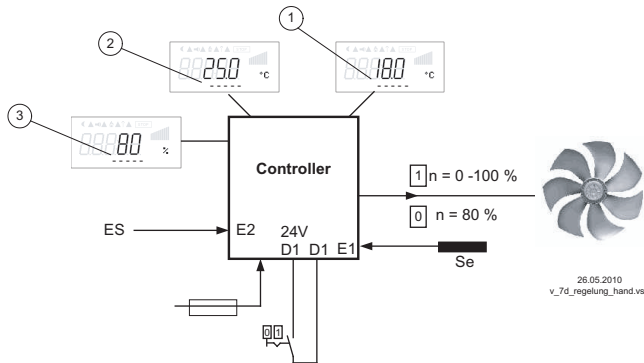 1
2
25.0
°C
18.0
°C
3
80
%
Controller
1 n = 0 -100 %
0 n = 80 %
ES
E2
24V
D1 D1 E1
Se
0 1
26.05.2010
v_7d_regelung_hand.vs